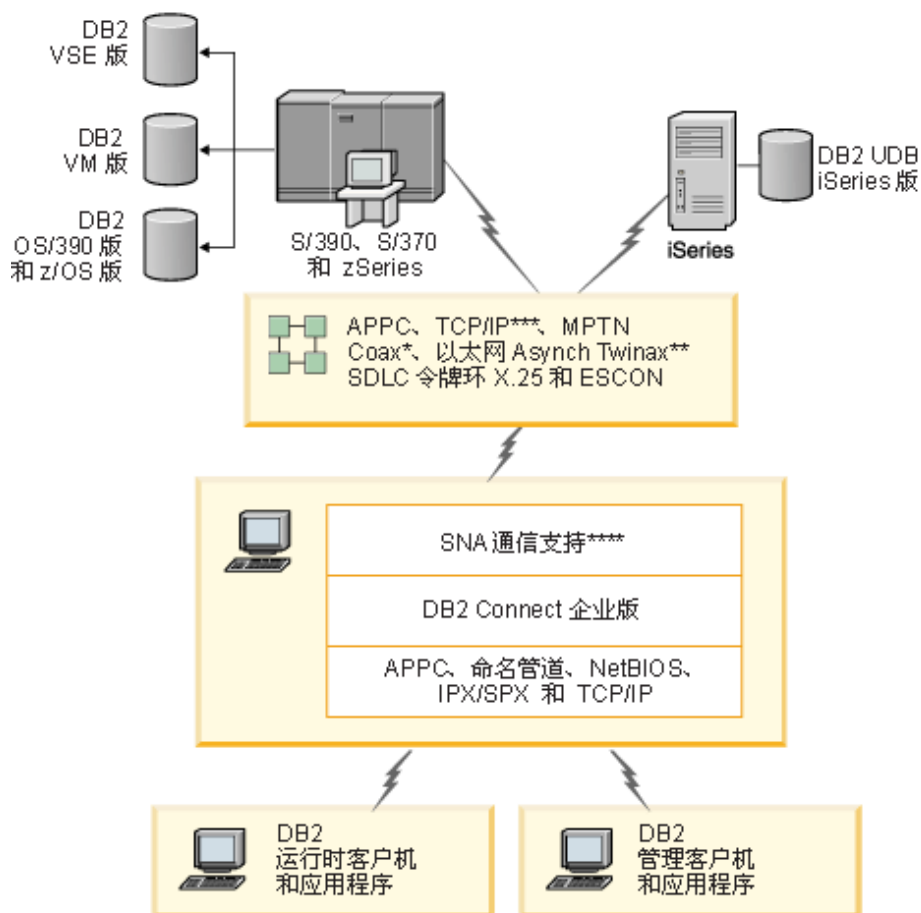 DB2
VSE 版
DB2
VM 版
DB2
OS/390 版
和 z/OS 版
S/390、S/370
和 zSeries
iSeries
DB2 UDB
iSeries 版
APPC、TCP/IP***、MPTN
Coax*、以太网 Asynch Twinax**
SDLC 令牌环 X.25 和 ESCON
SNA 通信支持****
DB2 Connect 企业版
APPC、命名管道、NetBIOS、
IPX/SPX 和 TCP/IP
DB2
运行时客户机
和应用程序
DB2
管理客户机
和应用程序